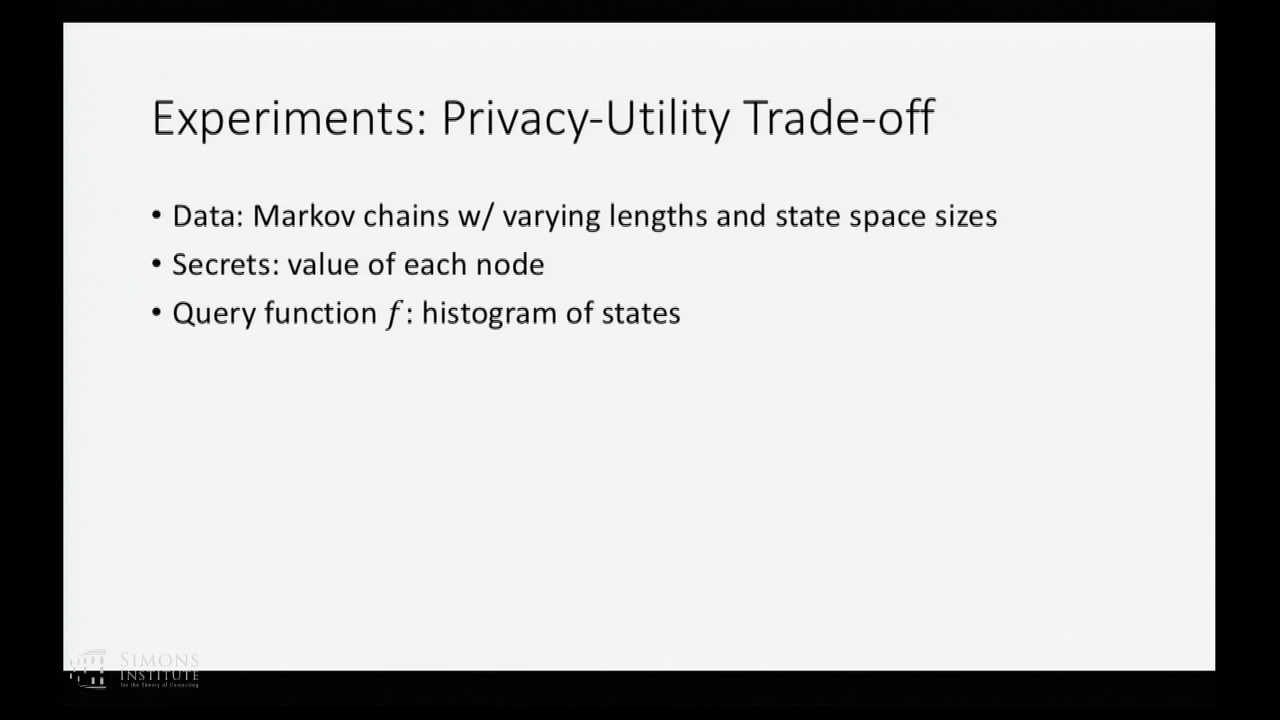 Experiments: Privacy-Utility Trade-off
• Data: Markov chains w/ varying lengths and state space sizes
• Secrets: value of each node
• Query function f: histogram of states
SIMONS
INSTITUTE
for the Theory of Computing